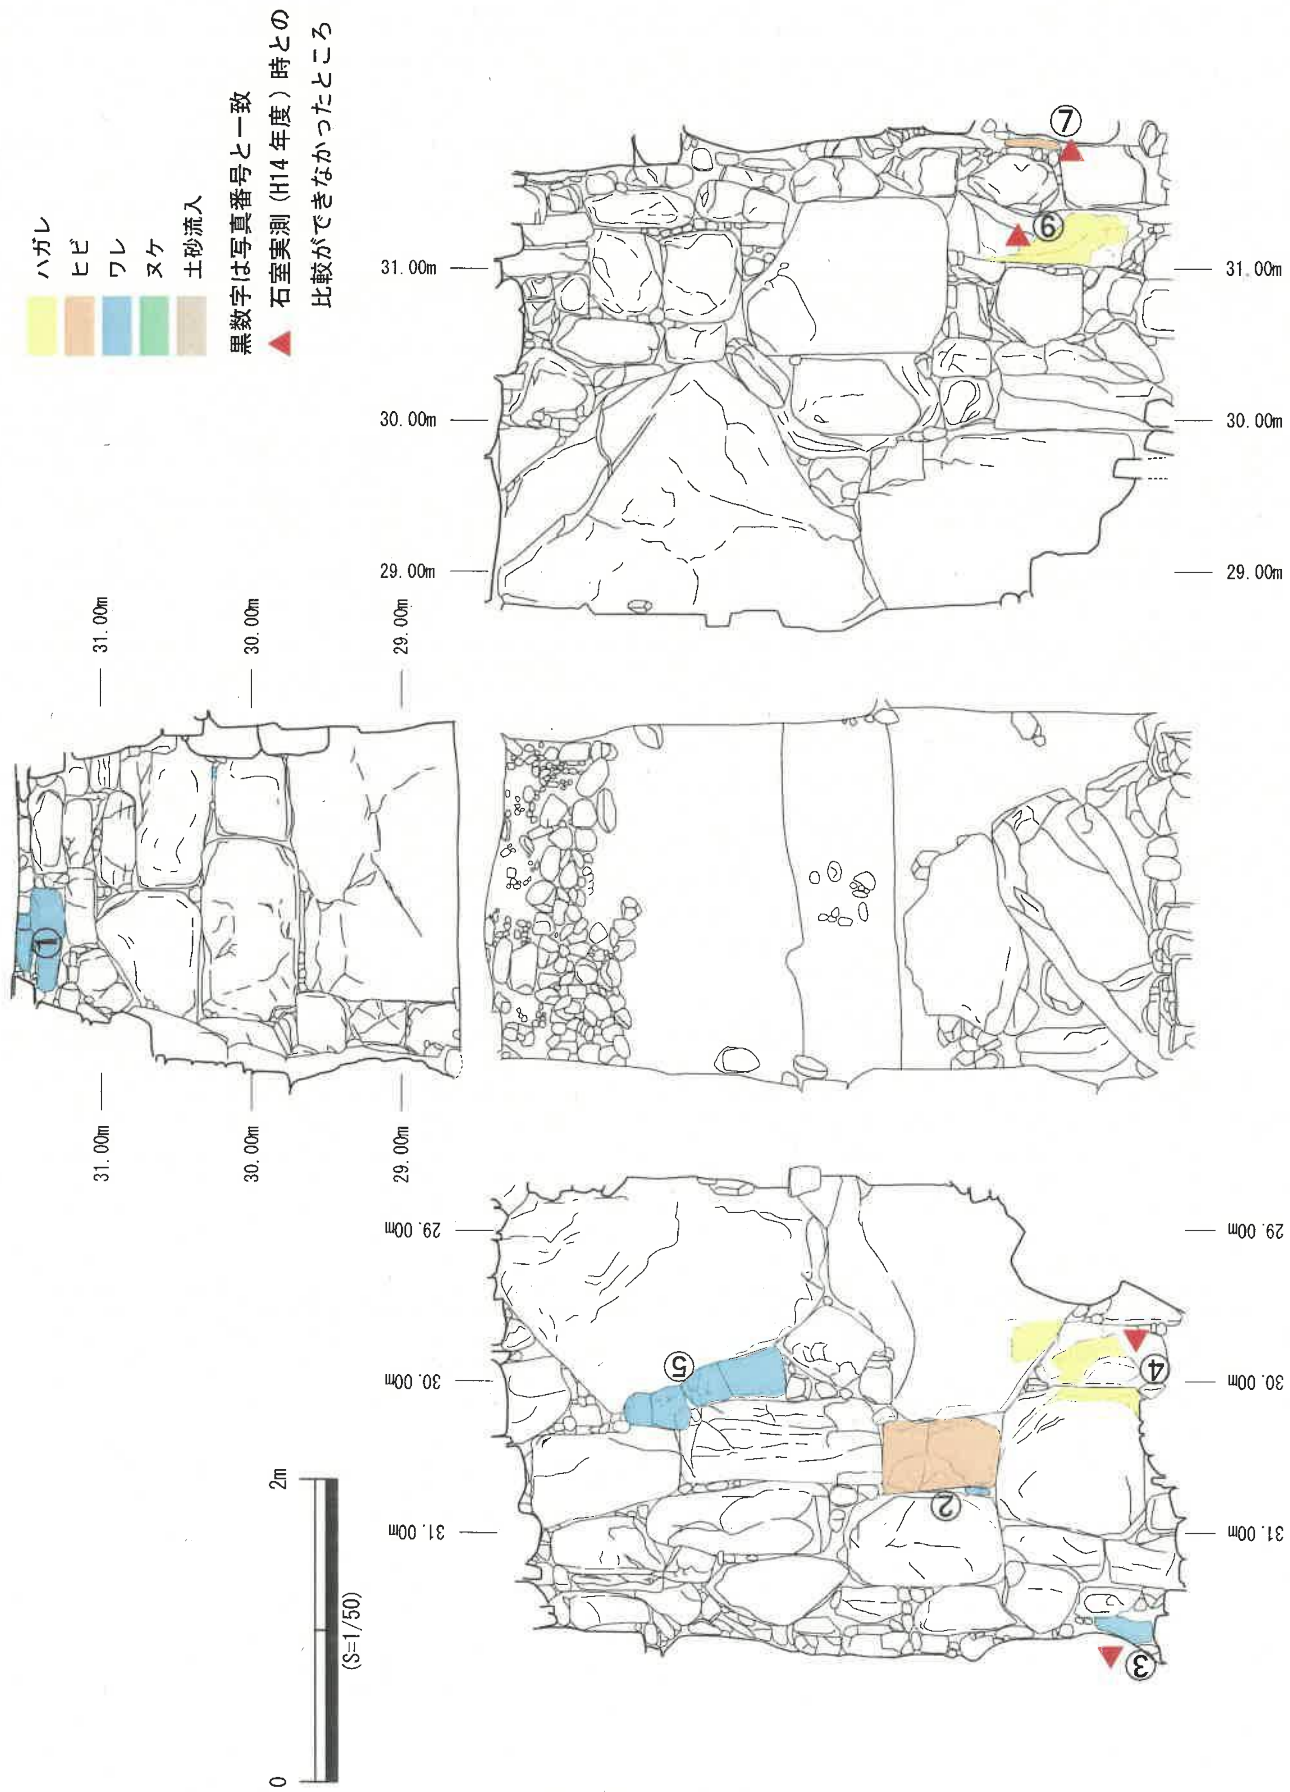 ハガレ
ヒビ
ワレ
ヌケ
土砂流入
黒数字は写真番号と一致
▲ 石室実測(H14年度)時との
比較ができなかったところ
31.00m
30.00m
29.00m
31.00m
30.00m
29.00m
31.00m
30.00m
29.00m
31.00m
30.00m
29.00m
29.00m
30.00m
31.00m
29.00m
30.00m
31.00m
①
②
③
④
⑤
⑥
⑦
0
2m
(S=1/50)